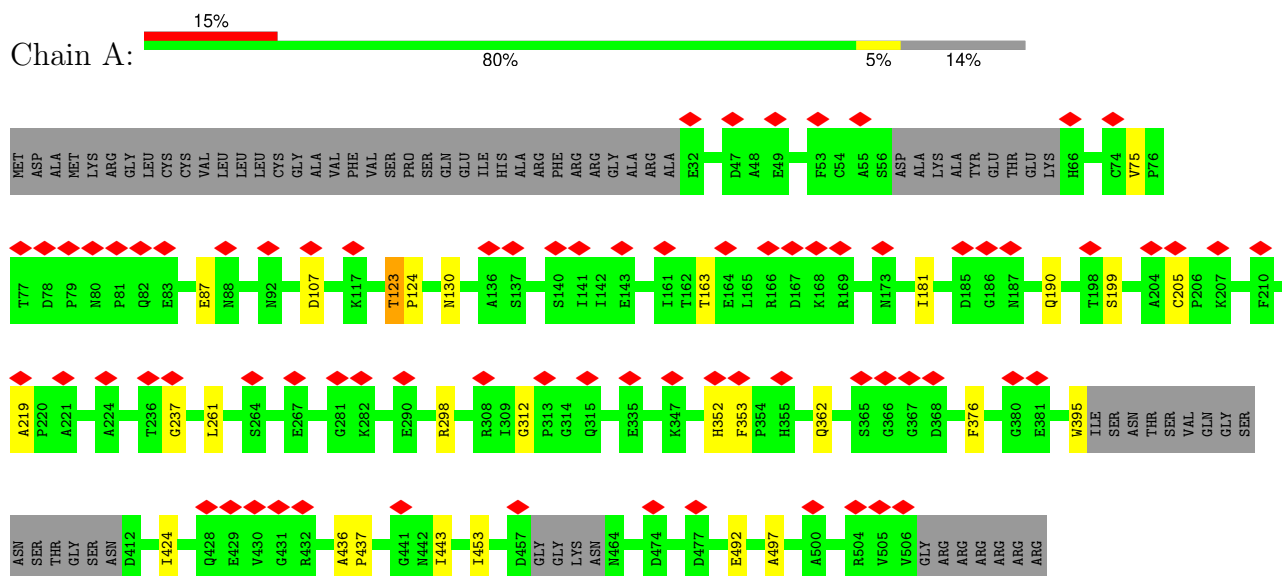 15%
Chain A:
80% 5% 14%
MET ASP ALA MET LYS ARG GLY LEU CYS CYS VAL LEU LEU LEU CYS GLY ALA VAL PHE VAL SER PRO SER GLN GLU ILE HIS ALA ARG PHE ARG ARG GLY ALA ARG ALA E32 D47 A48 E49 F53 C54 A55 S56 ASP ALA LYS ALA TYR GLU THR GLU LYS H66 C74 V75 P76
T77 D78 P79 N80 P81 Q82 E83 E87 N88 N92 D107 K117 T123 P124 N130 A136 S137 S140 I141 I142 E143 I161 T162 T163 E164 L165 R166 D167 K168 R169 N173 I181 D185 G186 N187 Q190 T198 S199 A204 C205 P206 K207 F210
A219 P220 A221 A224 T236 G237 L261 S264 E267 G281 K282 E290 R298 R308 I309 G312 P313 G314 Q315 E335 K347 H352 F353 P354 H355 Q362 S365 G366 G367 D368 F376 G380 E381 W395 ILE SER ASN THR SER VAL GLN GLY SER
ASN SER THR GLY SER ASN D412 I424 Q428 E429 V430 G431 R432 A436 P437 G441 N442 I443 I453 D457 GLY GLY LYS ASN N464 D474 D477 E492 A497 A500 R504 V505 V506 GLY ARG ARG ARG ARG ARG ARG